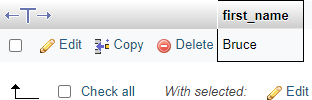 first_name
Edit Copy Delete Bruce
Check all With selected: Edit